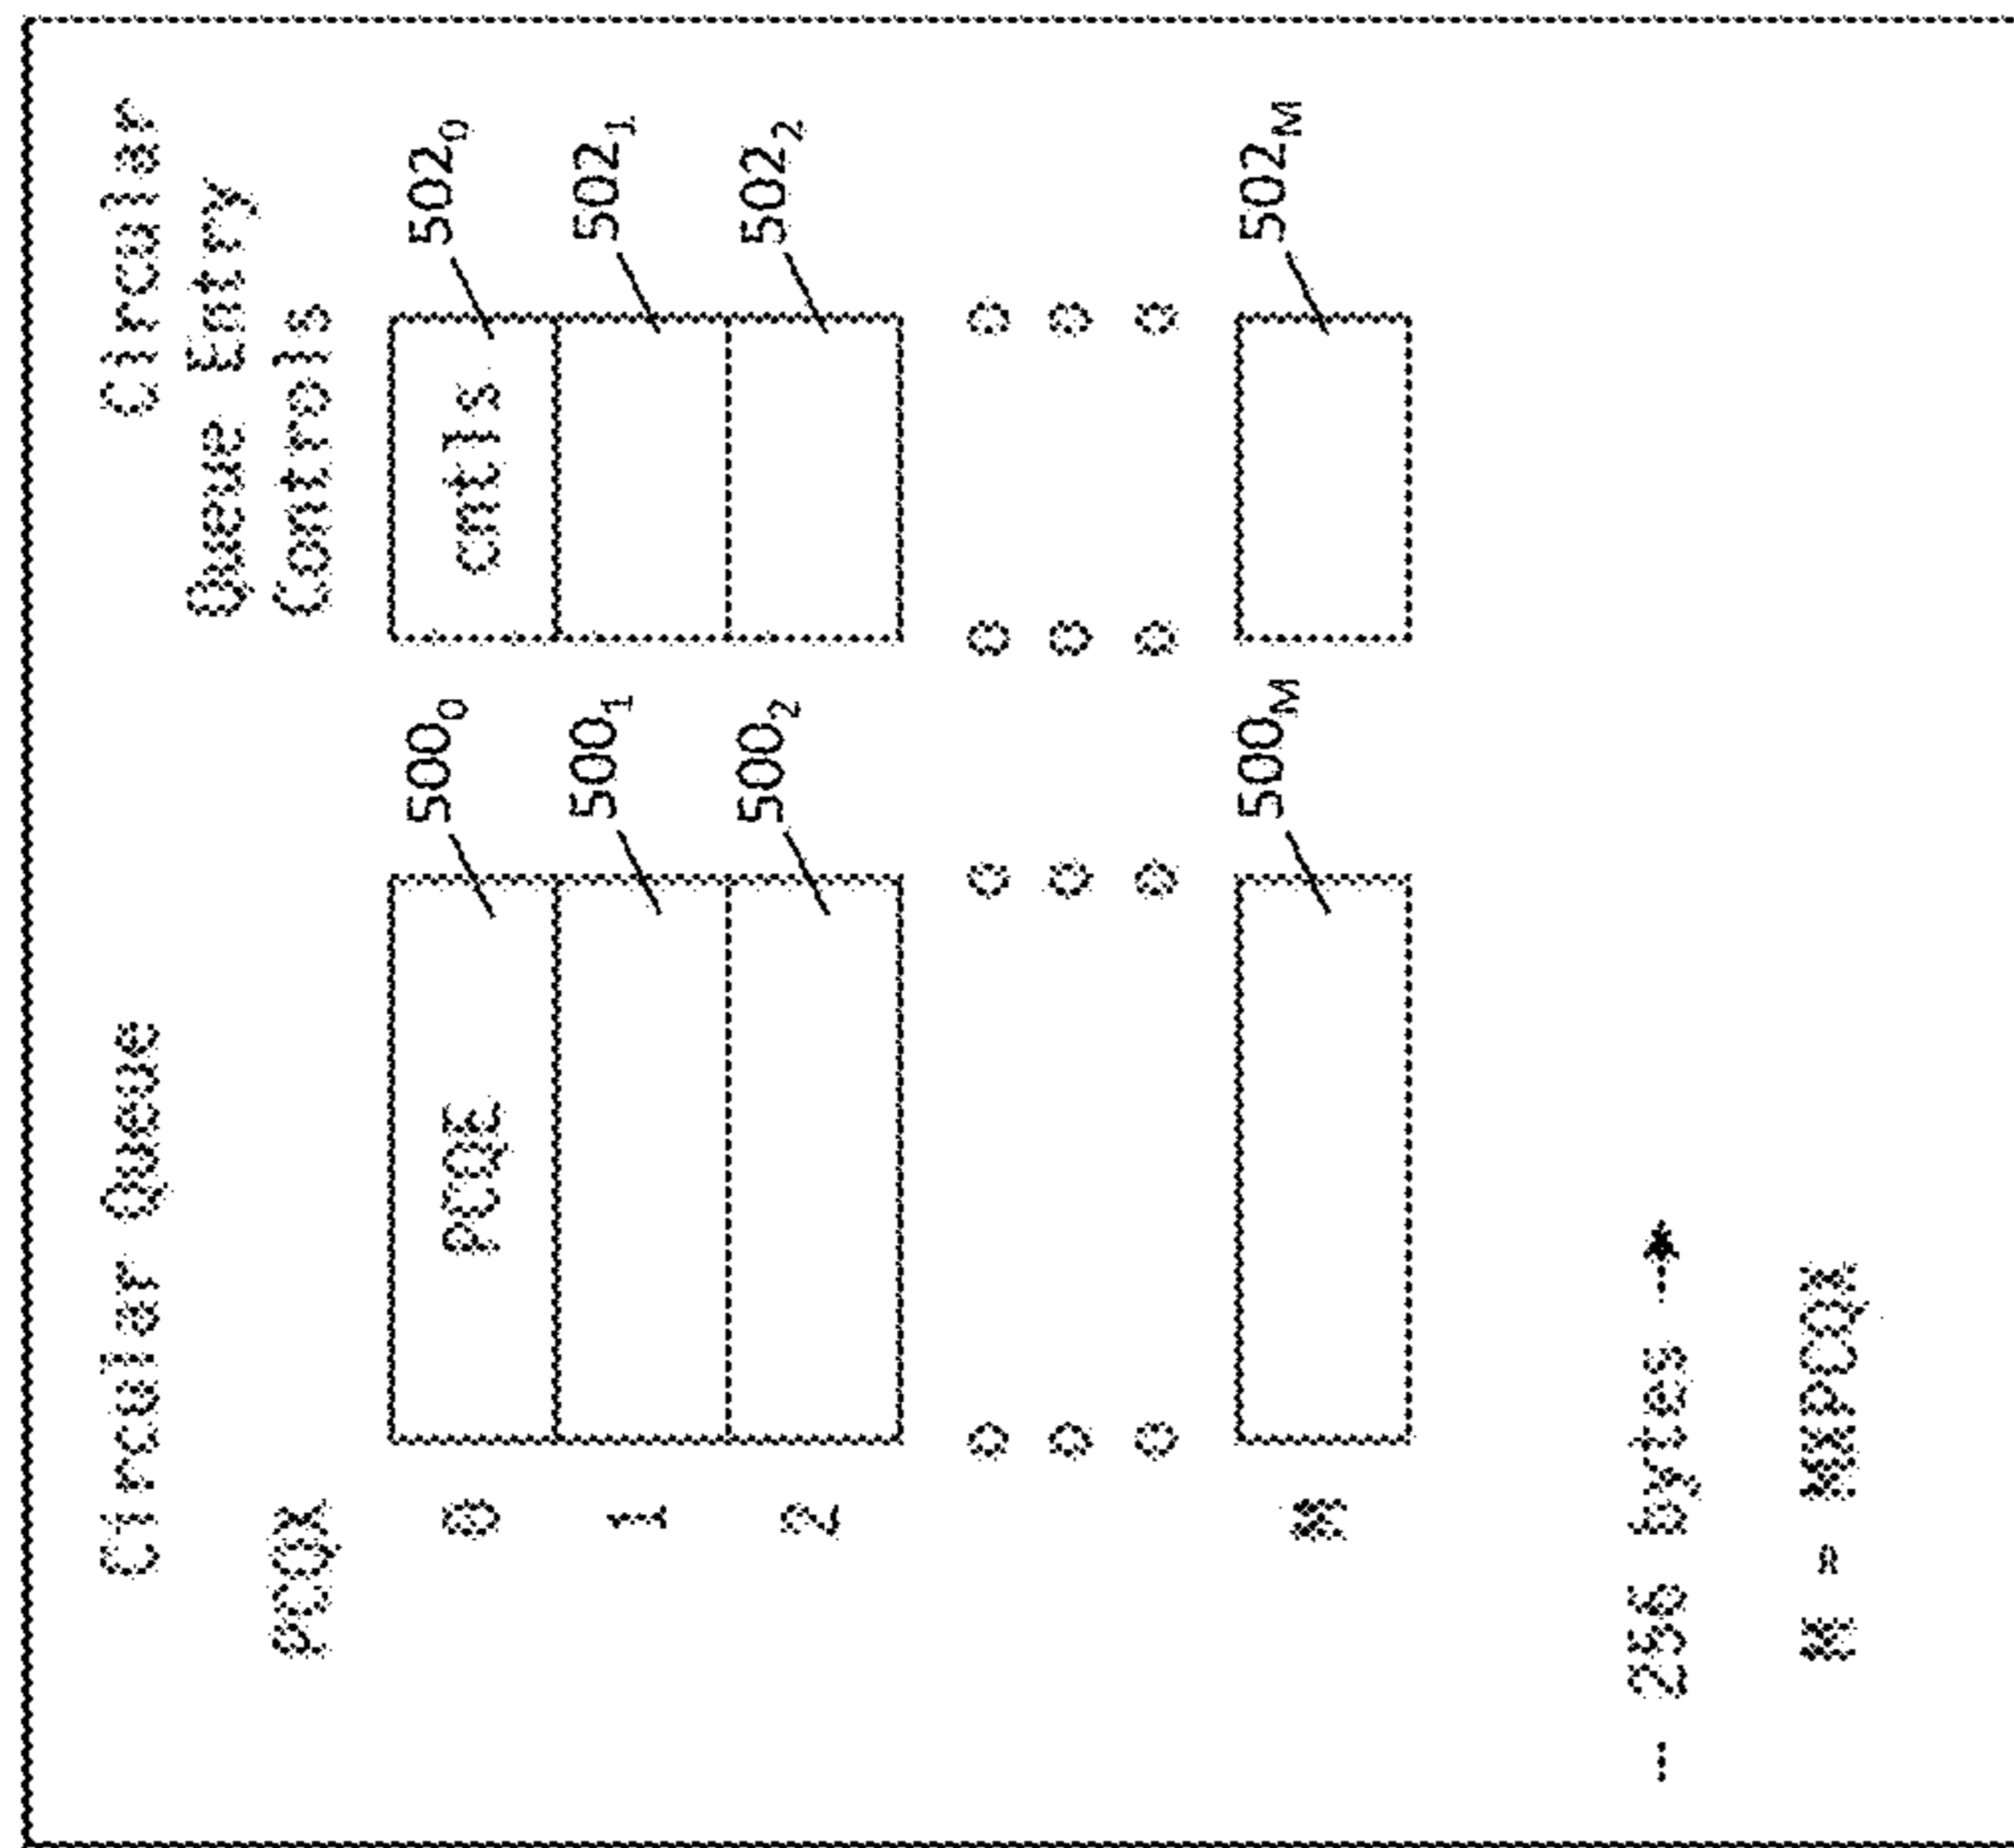 Circular Queue Circular
Queue Entry
PCQX Controls
0 PCQE 500₀ cntls 502₀
1 500₁ 502₁
2 500₂ 502₂
M 500M 502M
256 bytes
M = MXPCQX